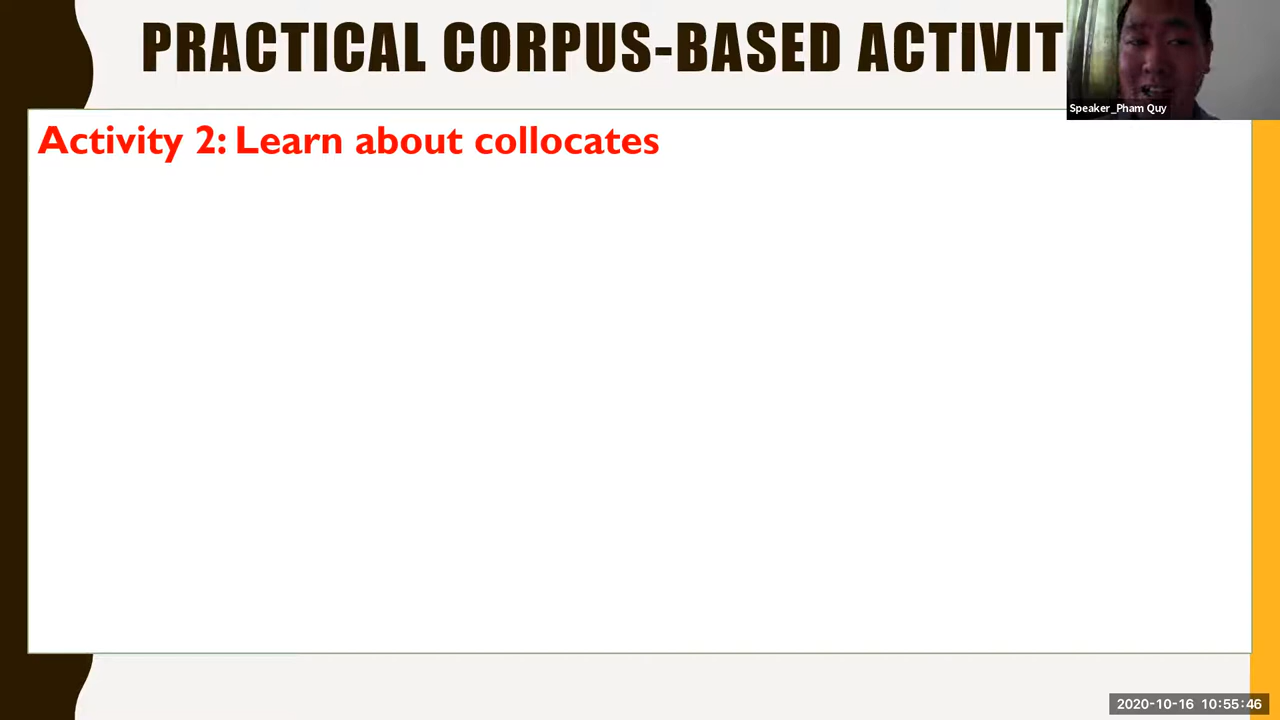 PRACTICAL CORPUS-BASED ACTIVIT
Speaker_Pham Quy
Activity 2: Learn about collocates
2020-10-16 10:55:46